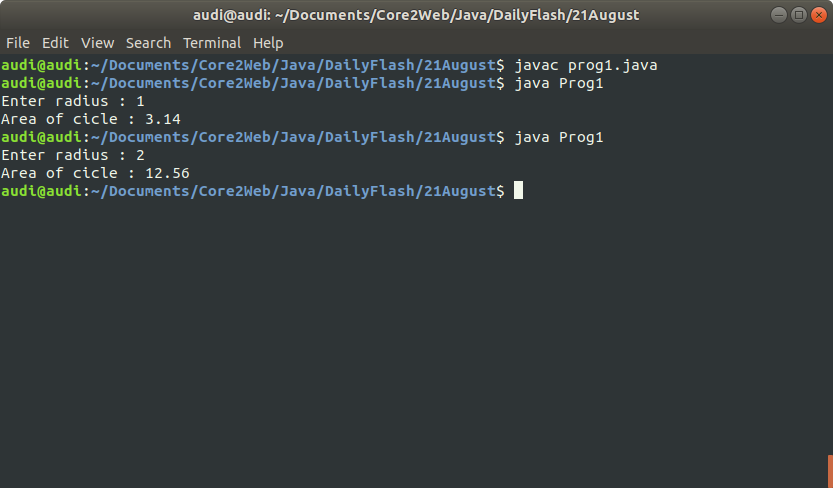 audi@audi: ~/Documents/Core2Web/Java/DailyFlash/21August
File Edit View Search Terminal Help
audi@audi:~/Documents/Core2Web/Java/DailyFlash/21August$ javac prog1.java
audi@audi:~/Documents/Core2Web/Java/DailyFlash/21August$ java Prog1
Enter radius : 1
Area of cicle : 3.14
audi@audi:~/Documents/Core2Web/Java/DailyFlash/21August$ java Prog1
Enter radius : 2
Area of cicle : 12.56
audi@audi:~/Documents/Core2Web/Java/DailyFlash/21August$